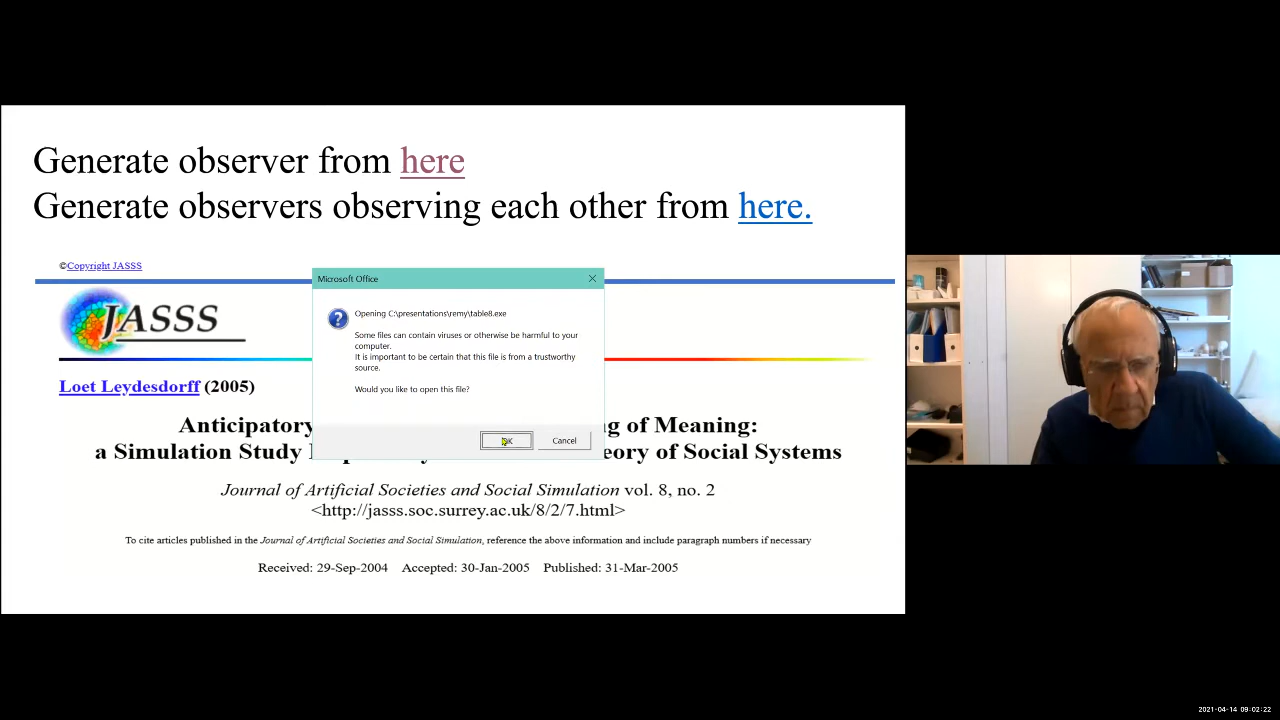 Generate observer from here
Generate observers observing each other from here.
©Copyright JASSS
JASSS
Microsoft Office
Opening C:\presentations\remy\table8.exe
Some files can contain viruses or otherwise be harmful to your
computer.
It is important to be certain that this file is from a trustworthy
source.
Would you like to open this file?
OK
Cancel
Loet Leydesdorff (2005)
Anticipatory g of Meaning:
a Simulation Study eory of Social Systems
Journal of Artificial Societies and Social Simulation vol. 8, no. 2
<http://jasss.soc.surrey.ac.uk/8/2/7.html>
To cite articles published in the Journal of Artificial Societies and Social Simulation, reference the above information and include paragraph numbers if necessary
Received: 29-Sep-2004 Accepted: 30-Jan-2005 Published: 31-Mar-2005
2021-04-14 09:02:22